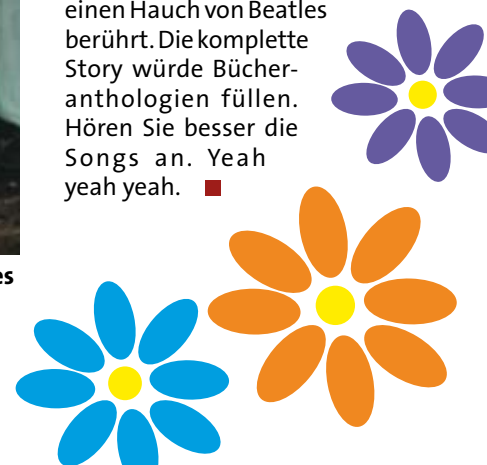 einen Hauch von Beatles
berührt. Die komplette
Story würde Bücher-
anthologien füllen.
Hören Sie besser die
Songs an. Yeah
yeah yeah.
es